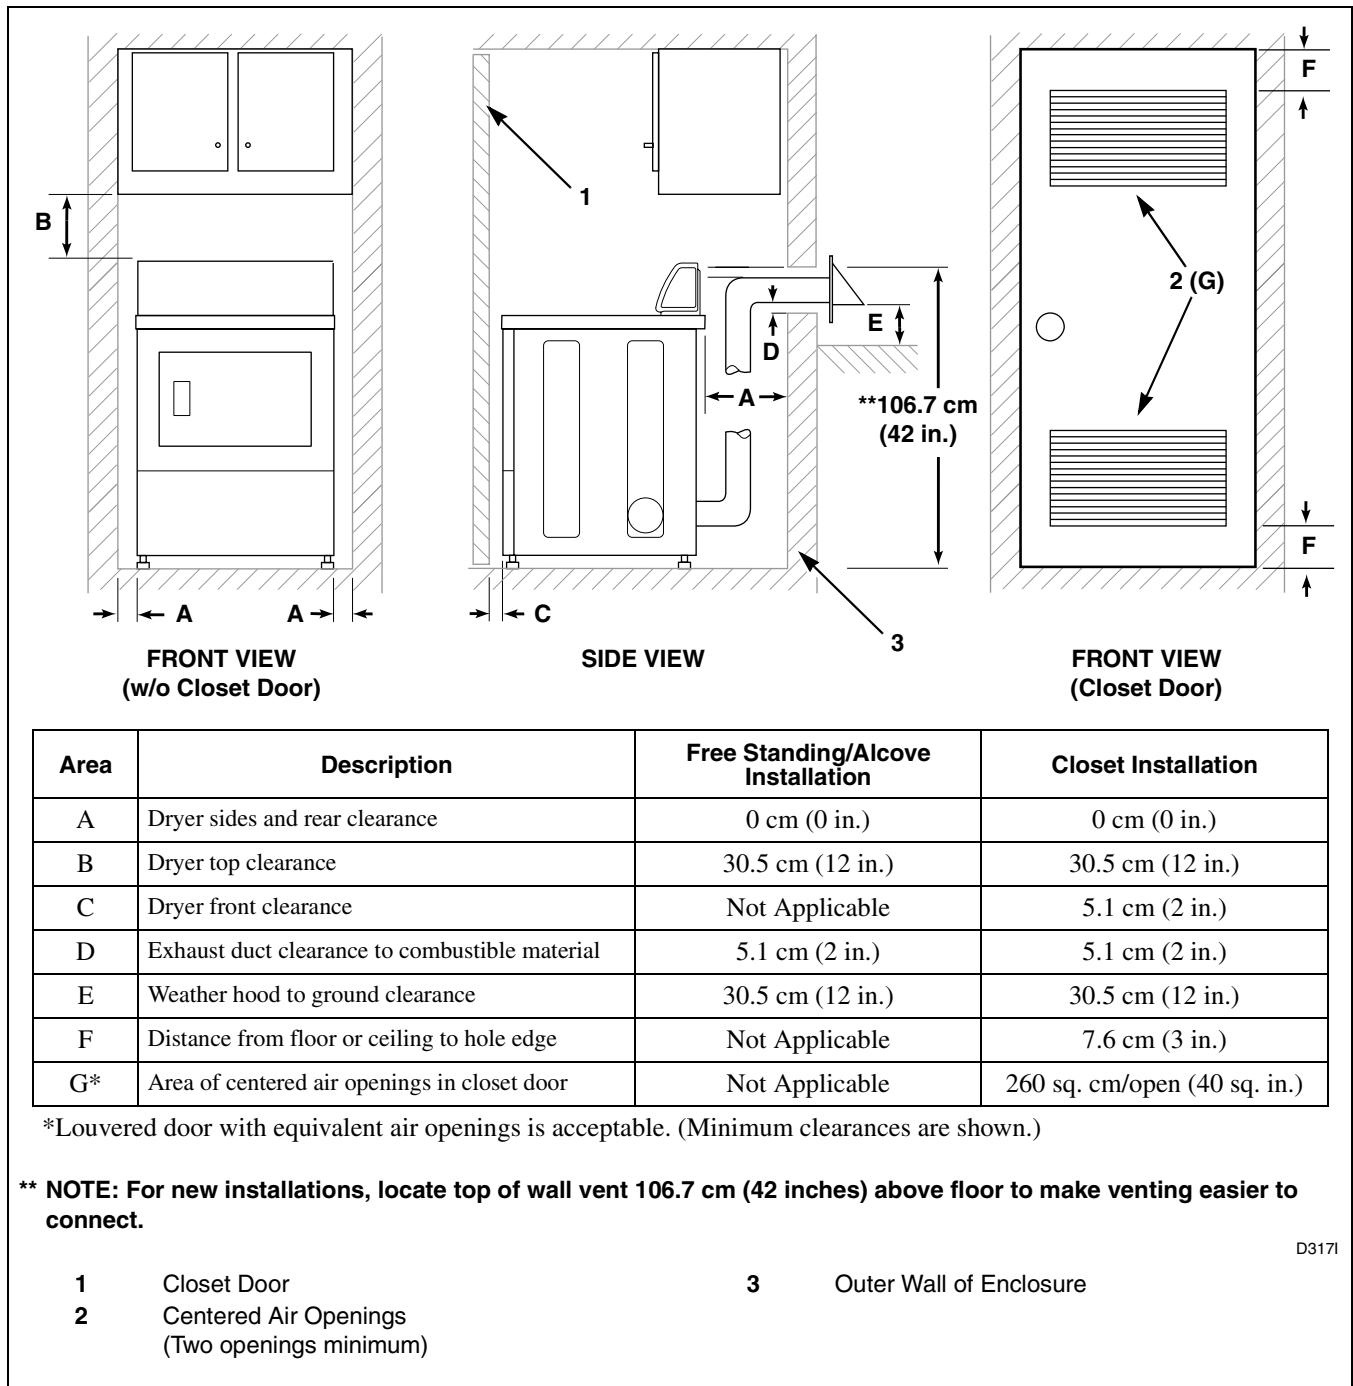 F
1
B
2 (G)
E
D
A
**106.7 cm
(42 in.)
F
A
A
C
3
FRONT VIEW
(w/o Closet Door)
SIDE VIEW
FRONT VIEW
(Closet Door)
Area Description Free Standing/Alcove Installation Closet Installation
A Dryer sides and rear clearance 0 cm (0 in.) 0 cm (0 in.)
B Dryer top clearance 30.5 cm (12 in.) 30.5 cm (12 in.)
C Dryer front clearance Not Applicable 5.1 cm (2 in.)
D Exhaust duct clearance to combustible material 5.1 cm (2 in.) 5.1 cm (2 in.)
E Weather hood to ground clearance 30.5 cm (12 in.) 30.5 cm (12 in.)
F Distance from floor or ceiling to hole edge Not Applicable 7.6 cm (3 in.)
G* Area of centered air openings in closet door Not Applicable 260 sq. cm/open (40 sq. in.)
*Louvered door with equivalent air openings is acceptable. (Minimum clearances are shown.)
** NOTE: For new installations, locate top of wall vent 106.7 cm (42 inches) above floor to make venting easier to
connect.
D317I
1 Closet Door
3 Outer Wall of Enclosure
2 Centered Air Openings
(Two openings minimum)